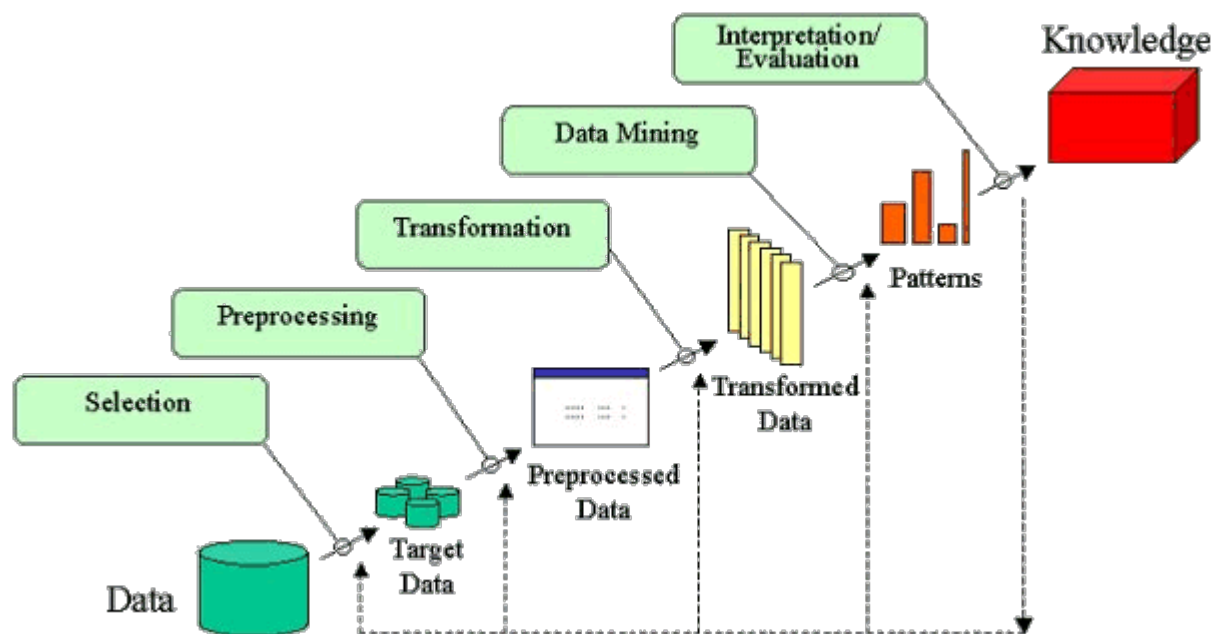 Interpretation/
Evaluation
Knowledge
Data Mining
Transformation
Patterns
Preprocessing
Transformed
Data
Selection
Preprocessed
Data
Target
Data
Data